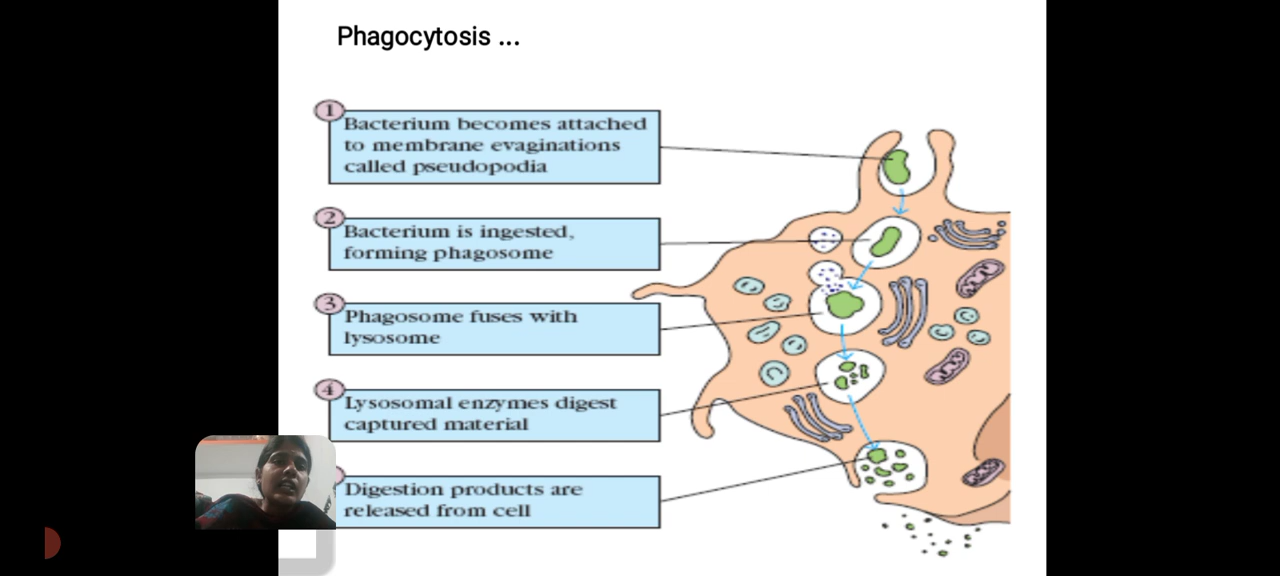 Phagocytosis ...
1
Bacterium becomes attached
to membrane evaginations
called pseudopodia
2
Bacterium is ingested,
forming phagosome
3
Phagosome fuses with
lysosome
4
Lysosomal enzymes digest
captured material
Digestion products are
released from cell